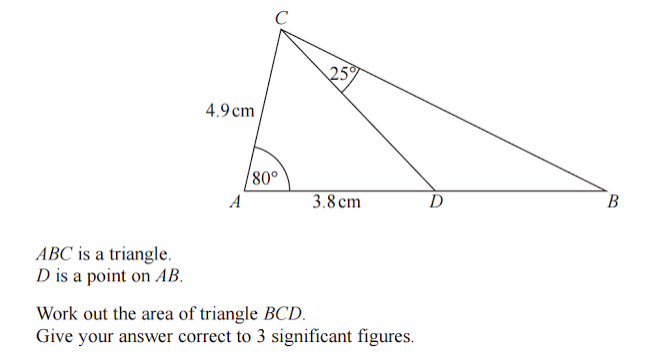 C
25°
4.9 cm
80°
A
3.8 cm
D
B
ABC is a triangle.
D is a point on AB.
Work out the area of triangle BCD.
Give your answer correct to 3 significant figures.